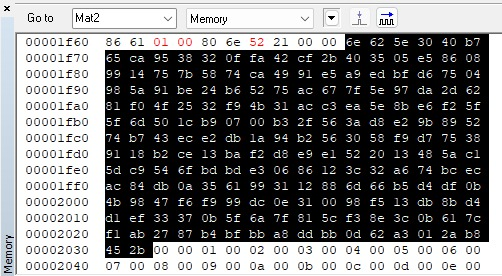 Go to Mat2 Memory
00001f60 86 61 01 00 80 6e 52 21 00 00 6e 62 5e 30 40 b7
00001f70 65 ca 95 38 32 0f fa 42 cf 2b 40 35 05 e5 86 08
00001f80 99 14 75 7b 58 74 ca 49 91 e5 a9 ed bf d6 75 04
00001f90 98 5a 91 be 24 b6 52 75 ac 67 7f 5e 97 da 2d 62
00001fa0 81 f0 4f 25 32 f9 4b 31 ac c3 ea 5e 8b e6 f2 5f
00001fb0 5f 6d 50 1c b9 07 00 b3 2f 56 3a d8 e2 9b 89 52
00001fc0 74 b7 43 ec e2 db 1a 94 b2 56 30 58 f9 d7 75 38
00001fd0 91 18 b2 ce 13 ba f2 d8 e9 e1 52 20 13 48 5a c1
00001fe0 5d c9 54 6f bd bd e3 06 86 12 3c 32 a6 74 bc ec
00001ff0 ac 84 db 0a 35 61 99 31 12 88 6d 66 b5 d4 df 0b
00002000 4b 98 47 f6 f9 99 dc 0e 31 00 98 f5 13 db b8 d4
00002010 d1 ef 33 37 0b 5f 6a 7f 81 5c f3 8e 3c 0b 61 7c
00002020 f1 ab 27 87 b4 bf bb a8 dd bb 0d 62 a3 01 2a b8
00002030 45 2b 00 00 01 00 02 00 03 00 04 00 05 00 06 00
00002040 07 00 08 00 09 00 0a 00 0b 00 0c 00 0d 00 0e 00
Memory